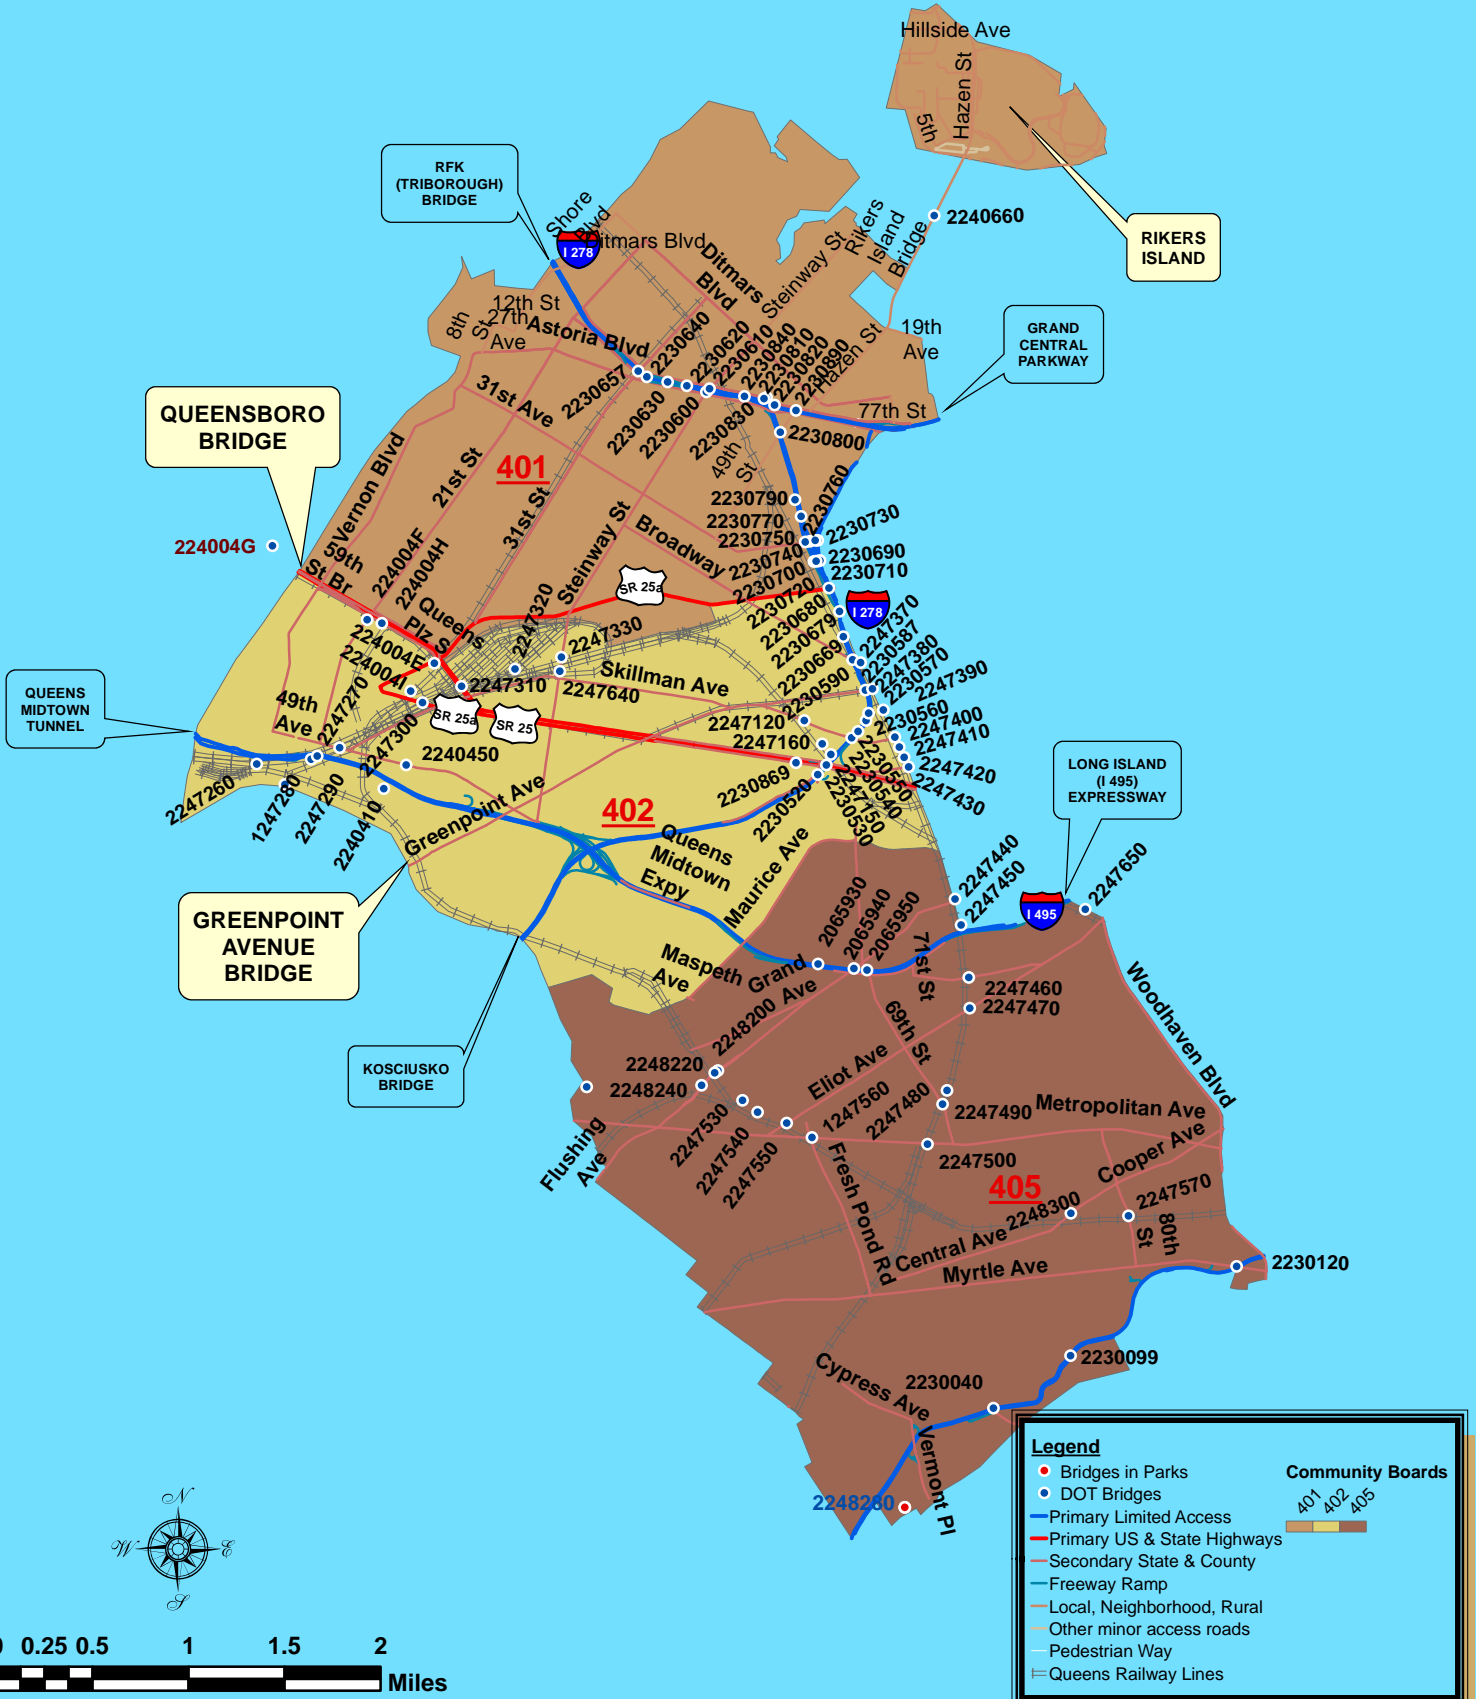 Hillside Ave
Hazen St
5th
RFK
(TRIBOROUGH)
BRIDGE
Shore
Blvd
Ditmars Blvd
I 278
Ditmars
Blvd
Steinway St
Rikers
Island
Bridge
2240660
RIKERS
ISLAND
12th St
8th
St
27th
Ave
Astoria Blvd
2230640
2230620
2230610
2230840
2230810
2230820
2230890
Hazen St
19th
Ave
GRAND
CENTRAL
PARKWAY
QUEENSBORO
BRIDGE
31st Ave
2230657
2230630
2230600
2230830
77th St
2230800
49th
St
401
Vernon Blvd
21st St
31st St
Steinway St
Broadway
2230790
2230760
2230770
2230730
2230750
2230740
2230690
2230700
2230710
224004G
59th
St Br
224004F
224004H
Queens
Plz S
2247320
SR 25a
2230720
I 278
2230680
2230679
2247370
2230587
2230669
2247380
2230570
2247390
224004E
224004I
2247330
2247310
Skillman Ave
2247640
2230590
2247120
2230560
2247400
2247410
QUEENS
MIDTOWN
TUNNEL
49th
Ave
2247270
2247300
SR 25a
SR 25
2240450
2247160
2230869
2230550
2230540
2247150
2230530
2247420
2247430
LONG ISLAND
(I 495)
EXPRESSWAY
2247260
1247280
2247290
2240410
Greenpoint Ave
402
2230520
Queens
Midtown
Expy
Maurice Ave
2247440
2247450
2247650
I 495
GREENPOINT
AVENUE
BRIDGE
2065930
2065940
2065950
Maspeth
Ave
Grand
Ave
71st St
2247460
2247470
Woodhaven Blvd
KOSCIUSKO
BRIDGE
2248200
2248220
2248240
69th St
Eliot Ave
1247560
2247480
2247490
Metropolitan Ave
2247530
2247540
2247550
Flushing
Ave
Fresh Pond Rd
2247500
405
Cooper Ave
2248300
2247570
80th
St
Central Ave
Myrtle Ave
2230120
2230099
Cypress Ave
2230040
Vermont Pl
2248280
Legend
Bridges in Parks
DOT Bridges
Primary Limited Access
Primary US & State Highways
Secondary State & County
Freeway Ramp
Local, Neighborhood, Rural
Other minor access roads
Pedestrian Way
Queens Railway Lines
Community Boards
401
402
405
N
W
E
S
0 0.25 0.5 1 1.5 2
Miles